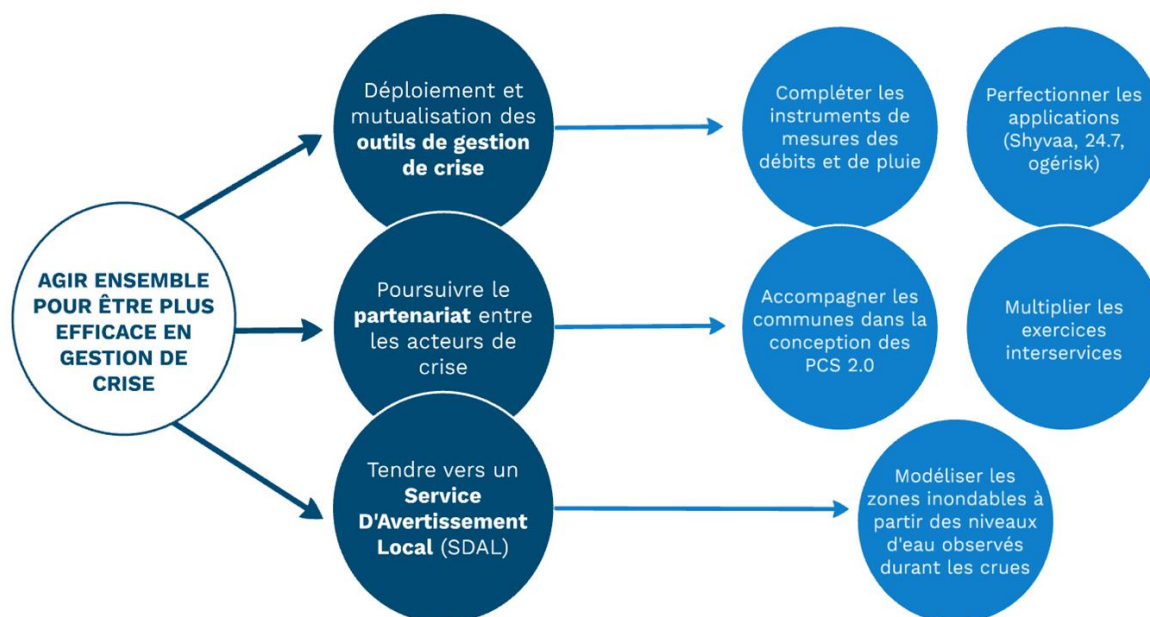 AGIR ENSEMBLE
POUR ÊTRE PLUS
EFFICACE EN
GESTION DE
CRISE
Déploiement et
mutualisation des
outils de gestion
de crise
Compléter les
instruments de
mesures des
débits et de pluie
Perfectionner les
applications
(Shyvaa, 24.7,
ogérisk)
Poursuivre le
partenariat entre
les acteurs de
crise
Accompagner les
communes dans la
conception des
PCS 2.0
Multiplier les
exercices
interservices
Tendre vers un
Service
D'Avertissement
Local (SDAL)
Modéliser les
zones inondables à
partir des niveaux
d'eau observés
durant les crues